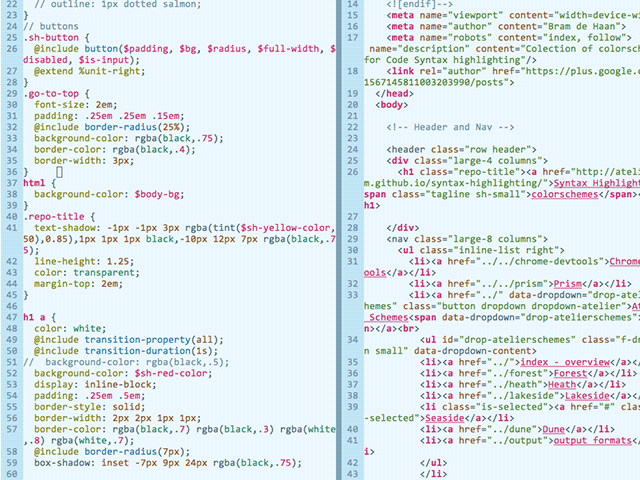 22  // outline: 1px dotted salmon;
23 }
24 // buttons
25 .sh-button {
26  @include button($padding, $bg, $radius, $full-width, $
disabled, $is-input);
27  @extend %unit-right;
28 }
29 .go-to-top {
30  font-size: 2em;
31  padding: .25em .25em .15em;
32  @include border-radius(25%);
33  background-color: rgba(black,.75);
34  border-color: rgba(black,.4);
35  border-width: 3px;
36 }
37 html {
38  background-color: $body-bg;
39 }
40 .repo-title {
41  text-shadow: -1px -1px 3px rgba(tint($sh-yellow-color,
50),0.85),1px 1px 1px black,-10px 12px 7px rgba(black,.7
5);
42  line-height: 1.25;
43  color: transparent;
44  margin-top: 2em;
45 }
46
47 h1 a {
48  color: white;
49  @include transition-property(all);
50  @include transition-duration(1s);
51 //  background-color: rgba(black,.5);
52  background-color: $sh-red-color;
53  display: inline-block;
54  padding: .25em .5em;
55  border-style: solid;
56  border-width: 2px 2px 1px 1px;
57  border-color: rgba(black,.7) rgba(black,.3) rgba(white
,.8) rgba(white,.7);
58  @include border-radius(7px);
59  box-shadow: inset -7px 9px 24px rgba(black,.75);
60
14 <![endif]-->
15 <meta name="viewport" content="width=device-w
16 <meta name="author" content="Bram de Haan">
17 <meta name="robots" content="index, follow">
name="description" content="Colection of colorsch
for Code Syntax highlighting"/>
18 <link rel="author" href="https://plus.google.c
156714581100320399​0/posts">
19 </head>
20 <body>
21
22 <!-- Header and Nav -->
23
24 <header class="row header">
25 <div class="large-4 columns">
26 <h1 class="repo-title"><a href="http://ateli
m.github.io/syntax-highlighting/">Syntax Highligh
span class="tagline sh-small">colorschemes</span>
h1>
27
28 </div>
29 <nav class="large-8 columns">
30 <ul class="inline-list right">
31 <li><a href="../../chrome-devtools">Chrome
ools</a></li>
32 <li><a href="../../prism">Prism</a></li>
33 <li><a href="../" data-dropdown="drop-atel
hemes" class="button dropdown dropdown-atelier">At
Schemes<span data-dropdown="drop-atelierschemes">
n></a><br>
34 <ul id="drop-atelierschemes" class="f-dr
n small" data-dropdown-content>
35 <li><a href="../">index - overview</a></
36 <li><a href="../forest">Forest</a></li>
37 <li><a href="../heath">Heath</a></li>
38 <li><a href="../lakeside">Lakeside</a></
39 <li class="is-selected"><a href="#" class
-selected">Seaside</a></li>
40 <li><a href="../dune">Dune</a></li>
41 <li><a href="../output">output formats</
i>
42 </ul>
43 </li>